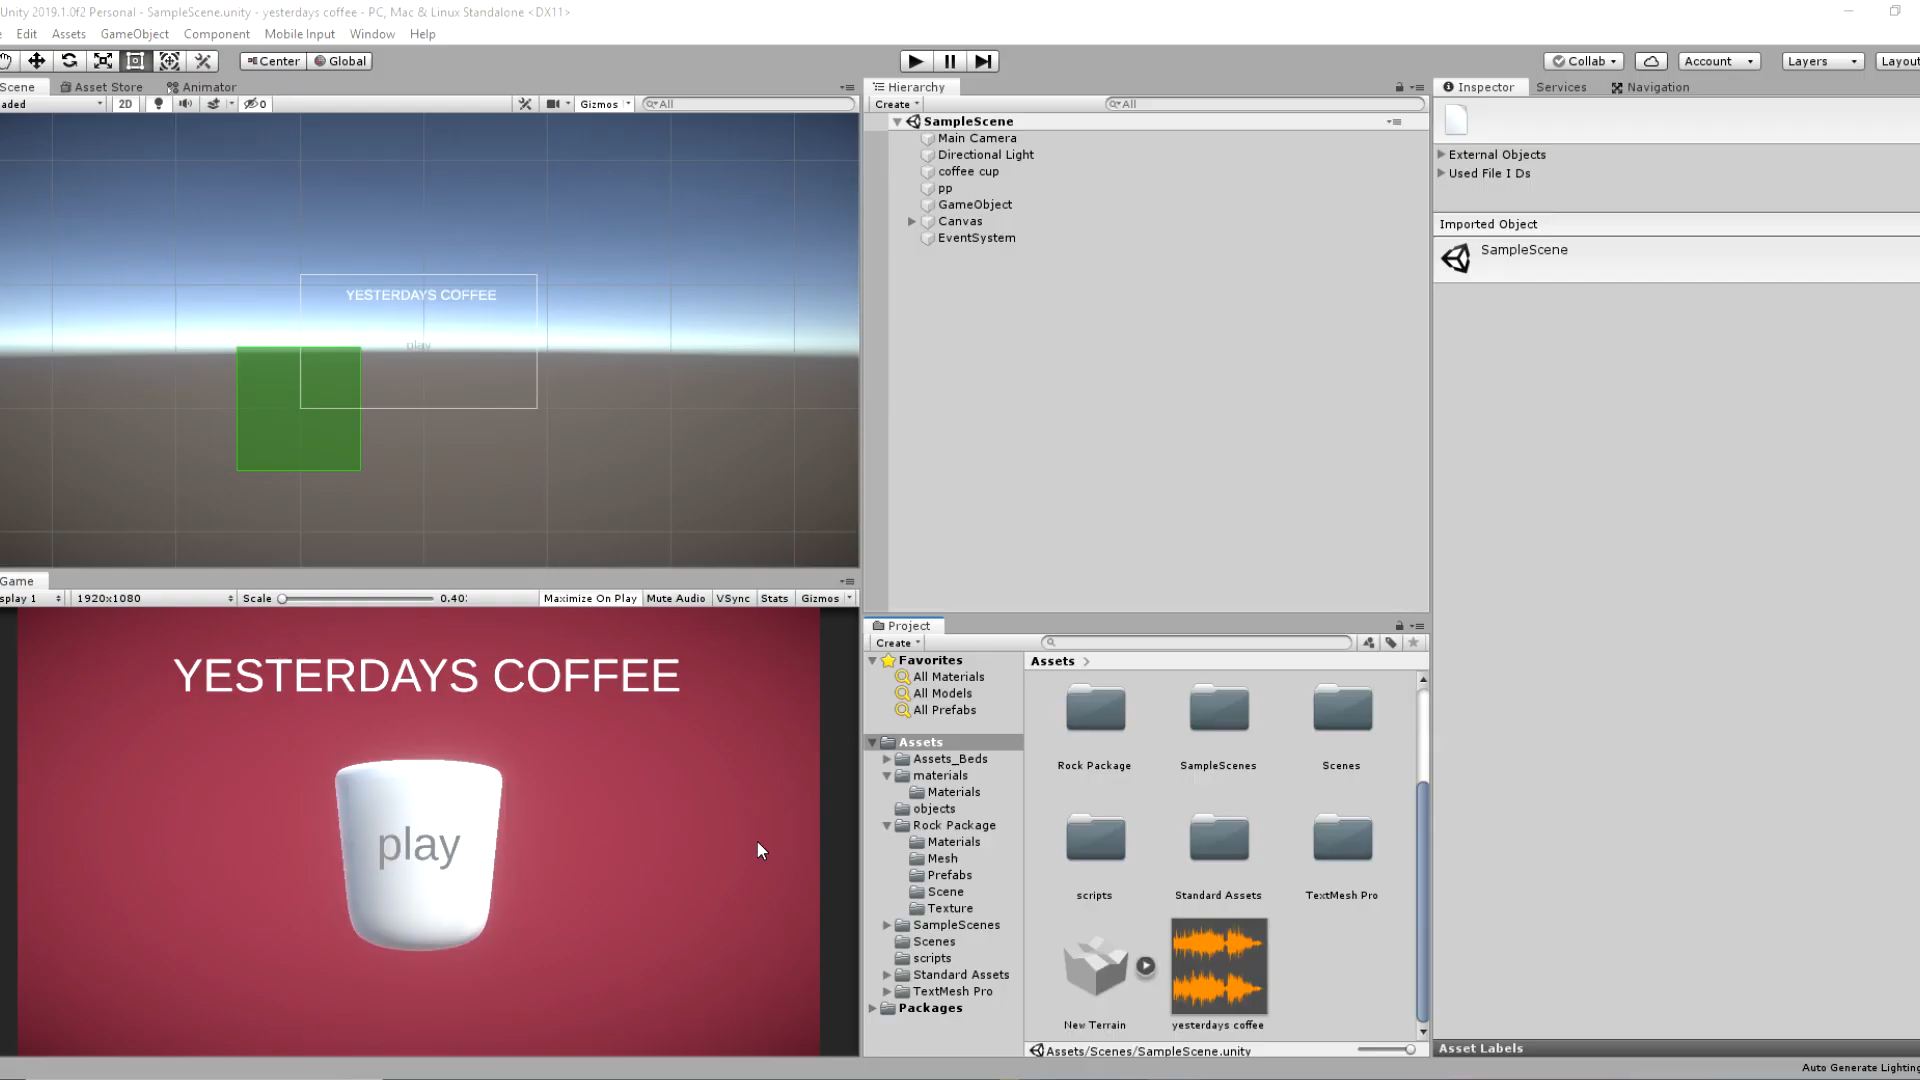 Unity 2019.1.0f2 Personal - SampleScene.unity - yesterdays coffee - PC, Mac & Linux Standalone <DX11>
Edit Assets GameObject Component Mobile Input Window Help
Center Global
Collab Account Layers Layout
Scene Asset Store Animator
aded 2D 0 Gizmos All
YESTERDAYS COFFEE
play
Game
splay 1 1920x1080 Scale 0.40: Maximize On Play Mute Audio VSync Stats Gizmos
YESTERDAYS COFFEE
play
Hierarchy
Create All
SampleScene
Main Camera
Directional Light
coffee cup
pp
GameObject
Canvas
EventSystem
Project
Create
Favorites
All Materials
All Models
All Prefabs
Assets
Assets_Beds
materials
Materials
objects
Rock Package
Materials
Mesh
Prefabs
Scene
Texture
SampleScenes
Scenes
scripts
Standard Assets
TextMesh Pro
Packages
Assets
Rock Package SampleScenes Scenes
scripts Standard Assets TextMesh Pro
New Terrain yesterdays coffee
Assets/Scenes/SampleScene.unity
Inspector Services Navigation
External Objects
Used File I Ds
Imported Object
SampleScene
Asset Labels
Auto Generate Lighting